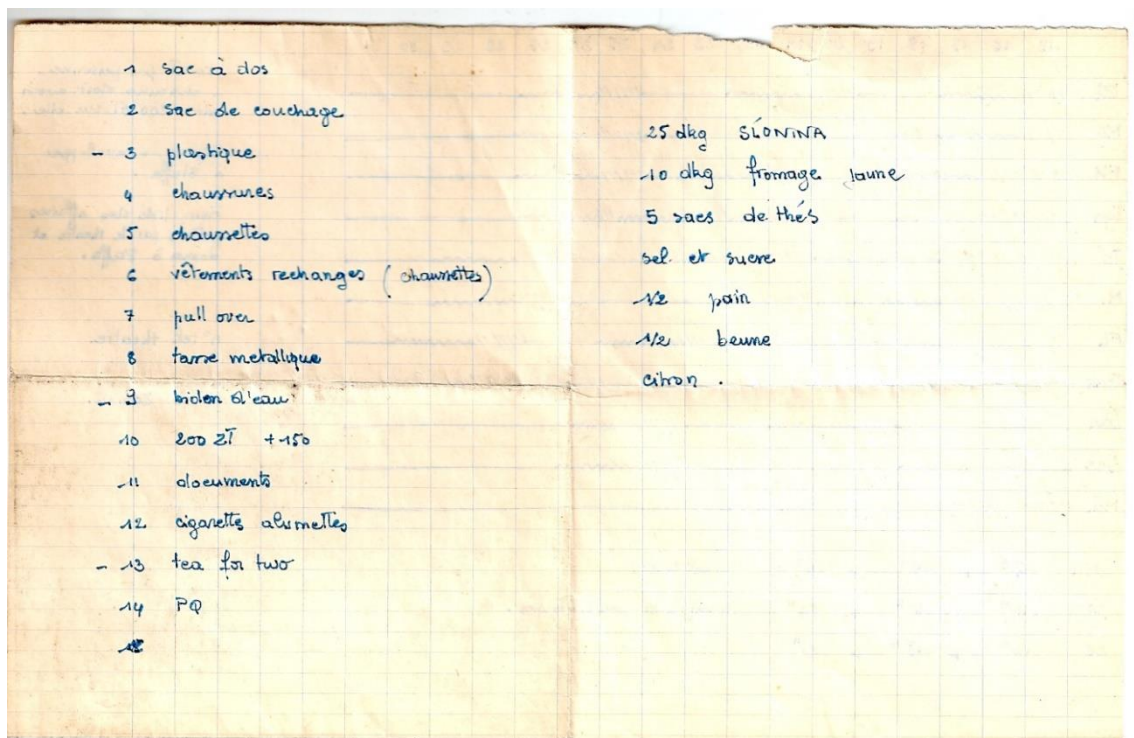 1 sac à dos
2 sac de couchage
- 3 plastique
4 chaussures
5 chaussettes
6 vêtements rechanges (chaussettes)
7 pull over
8 tasse metallique
- 9 bidon d'eau
10 200 ZŁ +150
11 documents
12 cigarettes alumettes
- 13 tea for two
14 PQ
25 dkg SŁONINA
10 dkg fromage jaune
5 sacs de thés
sel et sucre
1/2 pain
1/2 beurre
citron.